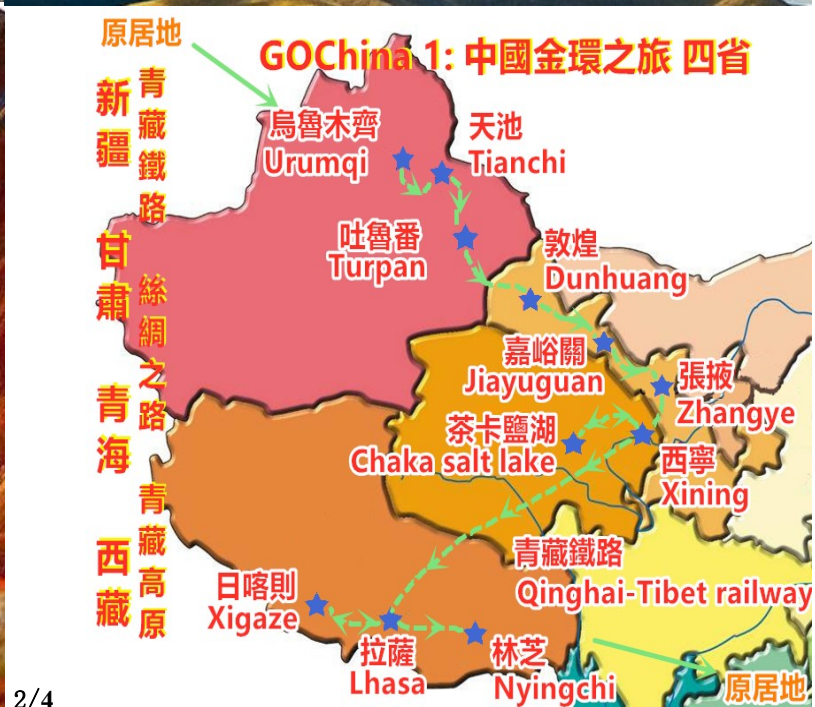 原居地
GOChina 1: 中國金環之旅 四省
新疆
甘肅
青海
西藏
青藏鐵路
絲綢之路
青藏高原
烏魯木齊
Urumqi
天池
Tianchi
吐魯番
Turpan
敦煌
Dunhuang
嘉峪關
Jiayuguan
張掖
Zhangye
茶卡鹽湖
Chaka salt lake
西寧
Xining
青藏鐵路
Qinghai-Tibet railway
日喀則
Xigaze
拉薩
Lhasa
林芝
Nyingchi
原居地
2/4